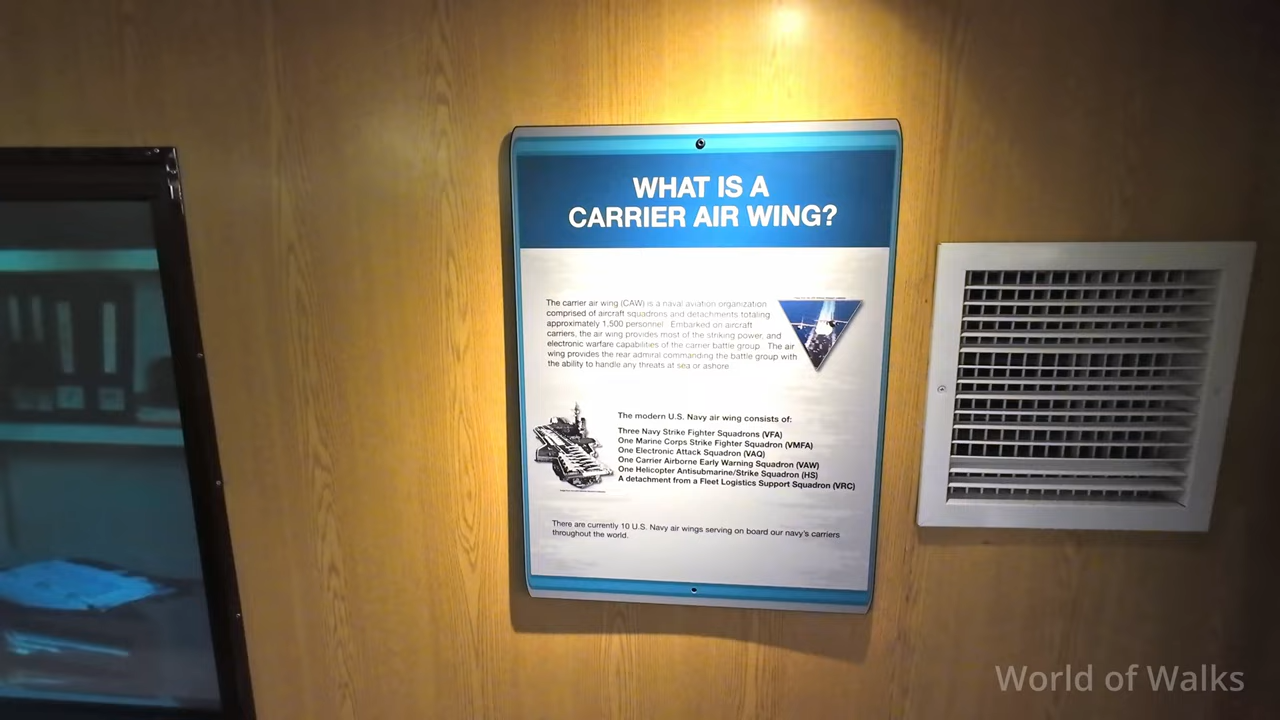 WHAT IS A
CARRIER AIR WING?
The carrier air wing (CAW) is a naval aviation organization
comprised of aircraft squadrons and detachments totaling
approximately 1,500 personnel. Embarked on aircraft
carriers, the air wing provides most of the striking power, and
electronic warfare capabilities of the carrier battle group. The air
wing provides the rear admiral commanding the battle group with
the ability to handle any threats at sea or ashore.
The modern U.S. Navy air wing consists of:
Three Navy Strike Fighter Squadrons (VFA)
One Marine Corps Strike Fighter Squadron (VMFA)
One Electronic Attack Squadron (VAQ)
One Carrier Airborne Early Warning Squadron (VAW)
One Helicopter Antisubmarine/Strike Squadron (HS)
A detachment from a Fleet Logistics Support Squadron (VRC)
There are currently 10 U.S. Navy air wings serving on board our navy's carriers
throughout the world.
World of Walks